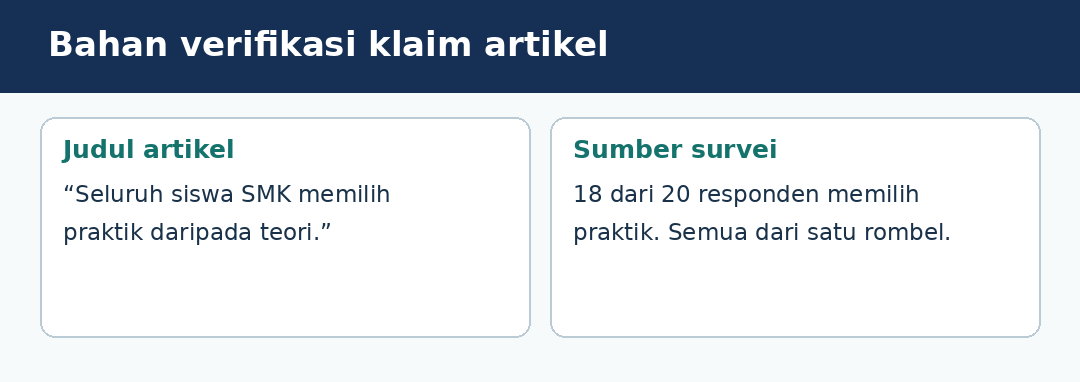 Bahan verifikasi klaim artikel
Judul artikel
“Seluruh siswa SMK memilih
praktik daripada teori.”
Sumber survei
18 dari 20 responden memilih
praktik. Semua dari satu rombel.